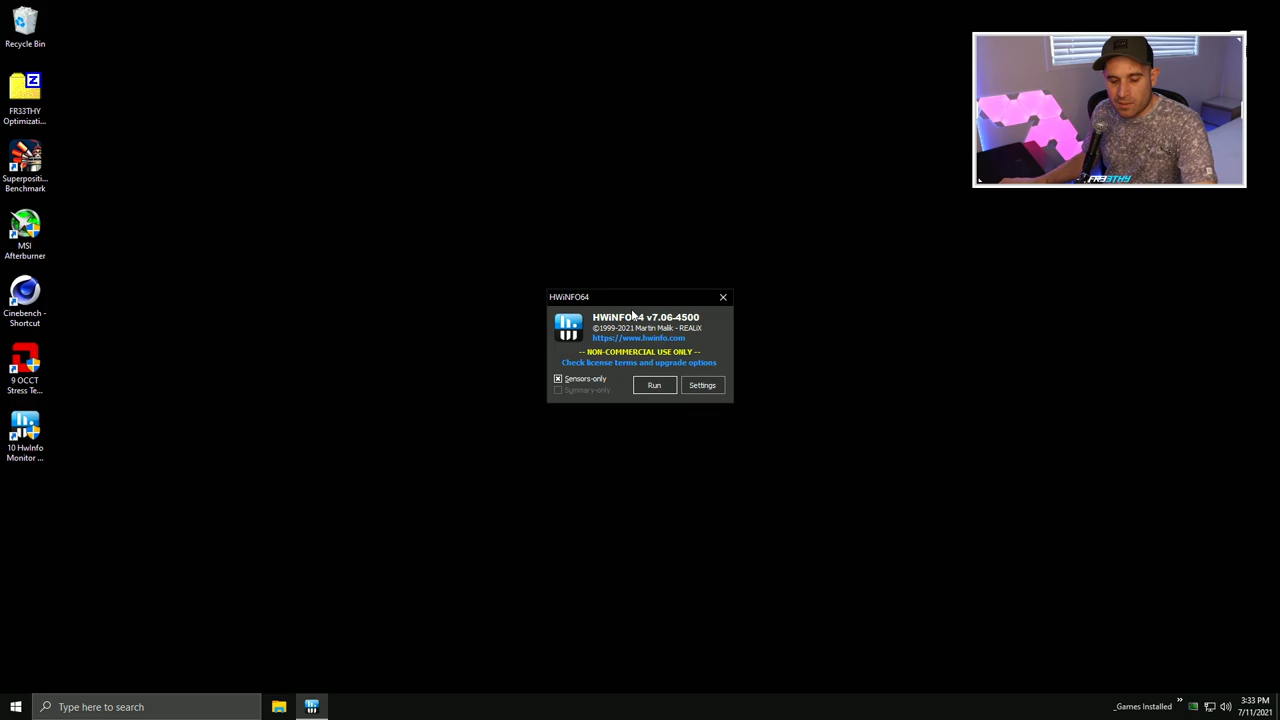 Recycle Bin
FR33THY
Optimizati...
Superpositi...
Benchmark
MSI
Afterburner
Cinebench -
Shortcut
9 OCCT
Stress Te...
10 HwInfo
Monitor ...
FR33THY
HWiNFO64
HWiNFO64 v7.06-4500
©1999-2021 Martin Malik - REALiX
https://www.hwinfo.com
-- NON-COMMERCIAL USE ONLY --
Check license terms and upgrade options
Sensors-only
Run
Settings
Summary-only
Type here to search
_Games Installed
3:33 PM
7/11/2021